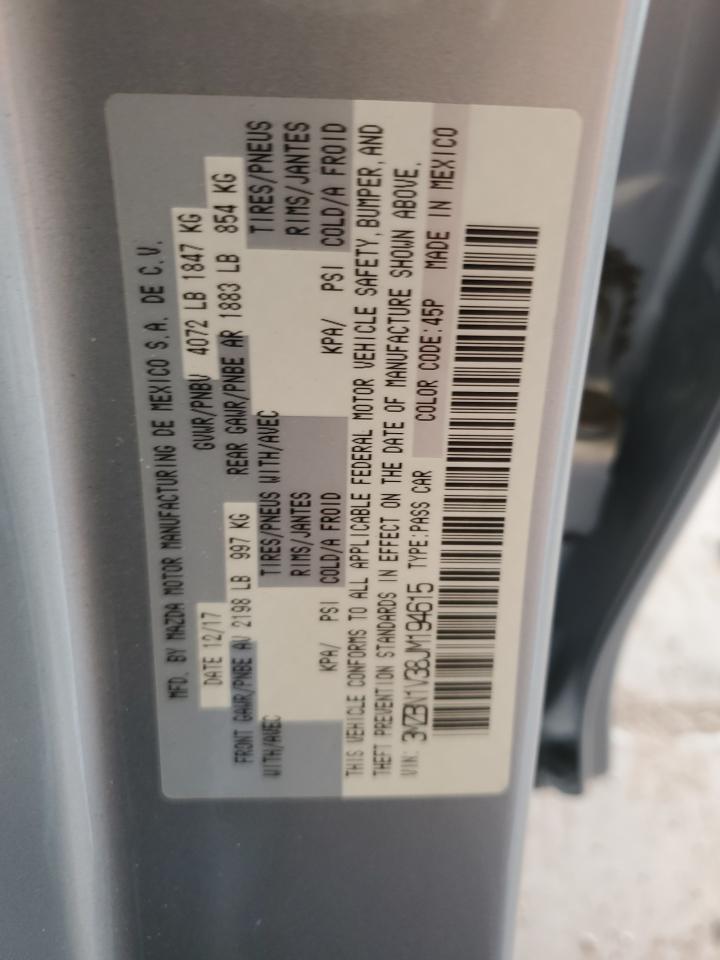 MFD. BY MAZDA MOTOR MANUFACTURING DE MEXICO S.A. DE C.V.
DATE 12/17 GVWR/PNBV 4072 LB 1847 KG
FRONT GAWR/PNBE AV 2198 LB 997 KG REAR GAWR/PNBE AR 1883 LB 854 KG
WITH/AVEC TIRES/PNEUS WITH/AVEC TIRES/PNEUS
RIMS/JANTES RIMS/JANTES
KPA/ PSI COLD/A FROID KPA/ PSI COLD/A FROID
THIS VEHICLE CONFORMS TO ALL APPLICABLE FEDERAL MOTOR VEHICLE SAFETY, BUMPER, AND
THEFT PREVENTION STANDARDS IN EFFECT ON THE DATE OF MANUFACTURE SHOWN ABOVE.
VIN: 3MZBN1V38JM194615 TYPE:PASS CAR COLOR CODE:45P MADE IN MEXICO